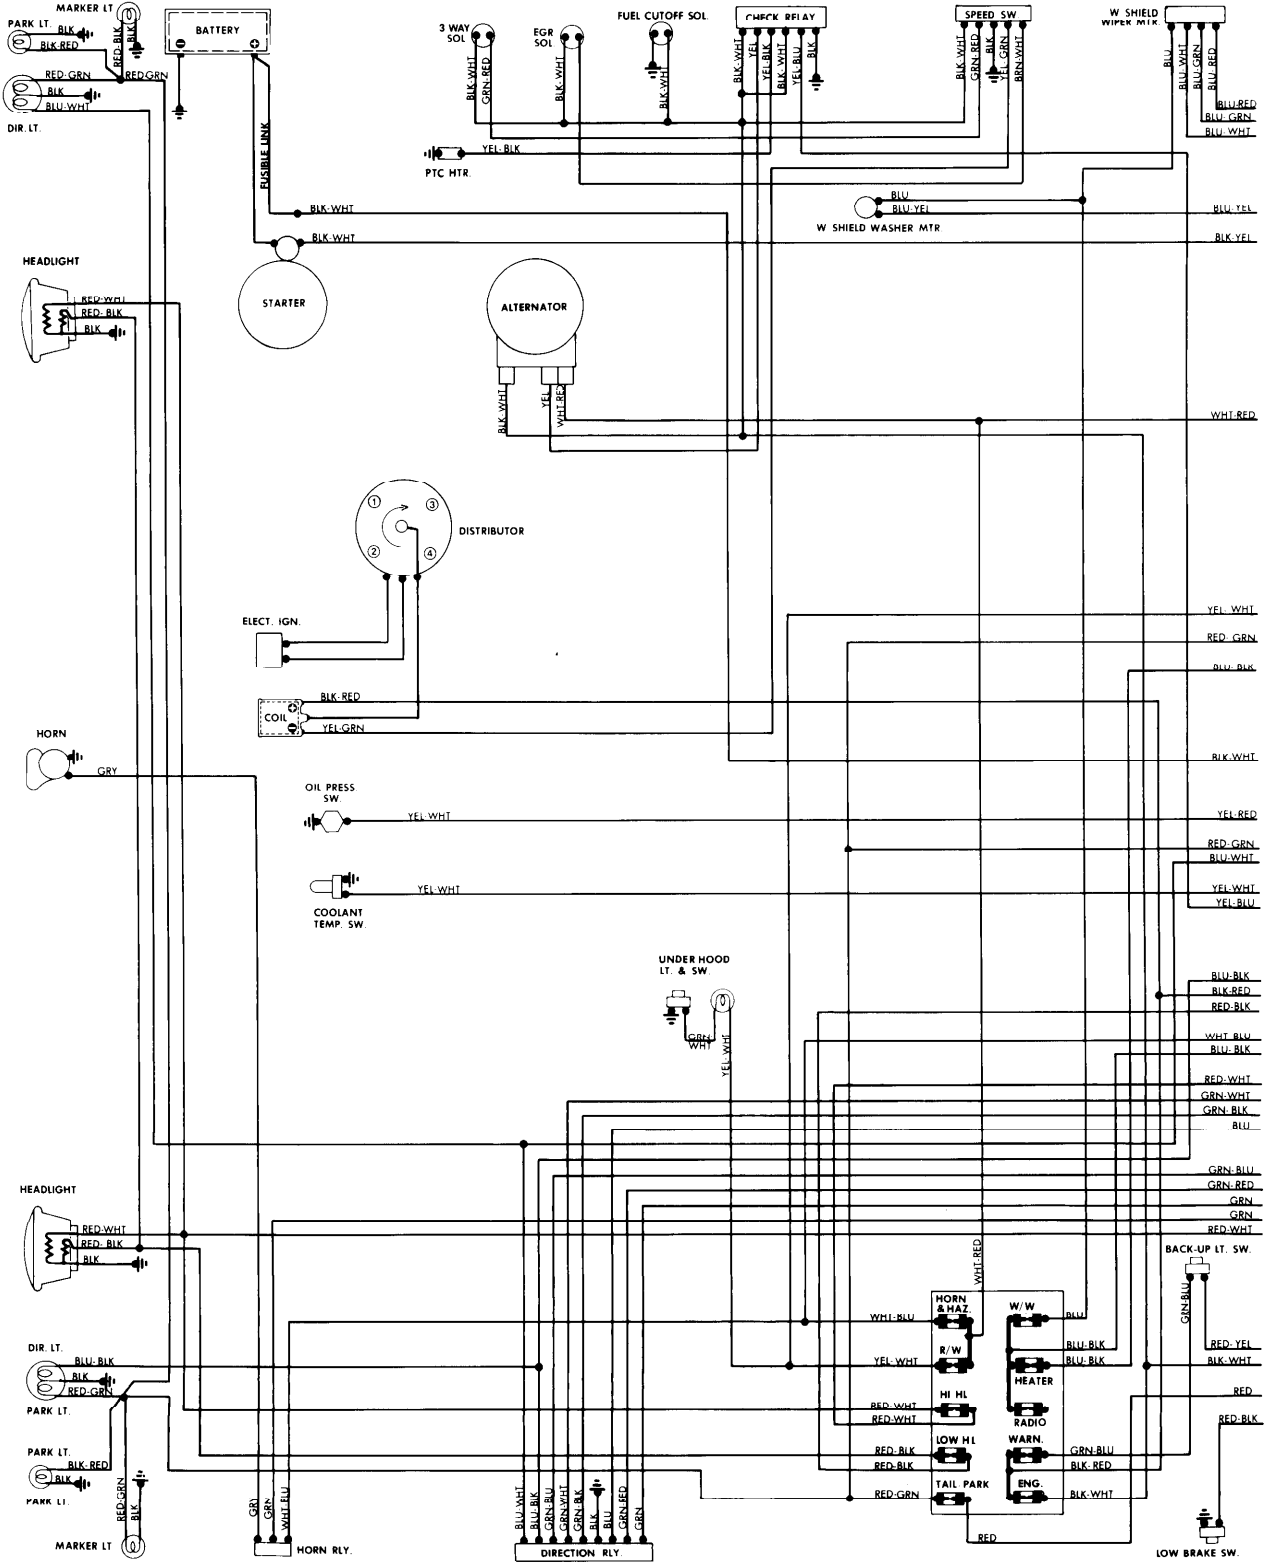 MARKER LT
PARK LT.
BLK
BLK-RED
RED-BLK
BLK
RED-GRN
REDGRN
BLK
BLU-WHT
DIR. LT.
BATTERY
FUSIBLE LINK
BLK-WHT
BLK-WHT
STARTER
3 WAY
SOL
BLK-WHT
GRN-RED
EGR
SOL
BLK-WHT
FUEL CUTOFF SOL.
BLK-WHT
CHECK RELAY
BLK-WHT
YEL
YEL-BLK
BLK-WHT
YEL-BLU
BLK
SPEED SW
BLK-WHT
GRN-RED
BLK
YEL GRN
BRN-WHT
W SHIELD
WIPER MTR.
BLU
BLU-WHT
BLU-GRN
BLU-RED
BLU-RED
BLU-GRN
BLU-WHT
YEL-BLK
PTC HTR.
BLU
BLU-YEL
W SHIELD WASHER MTR
BLU-YEL
BLK-YEL
HEADLIGHT
RED-WHT
RED-BLK
BLK
ALTERNATOR
BLK-WHT
YEL
WHT-RED
WHT-RED
1
3
2
4
DISTRIBUTOR
ELECT. IGN.
YEL-WHT
RED-GRN
BLU-BLK
COIL
BLK-RED
YEL-GRN
HORN
GRY
BLK-WHT
OIL PRESS
SW.
YEL-WHT
YEL-RED
RED-GRN
BLU-WHT
COOLANT
TEMP. SW.
YEL-WHT
YEL-WHT
YEL-BLU
UNDER HOOD
LT. & SW.
GRN-
WHT
YEL-WHT
BLU-BLK
BLK-RED
RED-BLK
WHT BLU
BLU-BLK
RED-WHT
GRN-WHT
GRN-BLK
BLU
GRN-BLU
GRN-RED
GRN
GRN
RED-WHT
HEADLIGHT
RED-WHT
RED-BLK
BLK
WHT-RED
BACK-UP LT. SW.
GRN-BLU
RED-YEL
BLK-WHT
RED
RED-BLK
DIR. LT.
BLU-BLK
BLK
RED-GRN
PARK LT.
PARK LT.
BLK-RED
BLK
PARK LT.
RED-GRN
BLK
MARKER LT
GRY
GRN
WHT-BLU
HORN RLY.
BLU-WHT
BLU-BLK
GRN-BLU
GRN-WHT
GRN-BLK
BLK
BLU
GRN-RED
GRN
DIRECTION RLY.
WHT-BLU
YEL-WHT
RED-WHT
RED-WHT
RED-BLK
RED-BLK
RED-GRN
HORN
& HAZ.
R/W
HI HL
LOW HL
TAIL PARK
W/W
HEATER
RADIO
WARN.
ENG.
BLU
BLU-BLK
BLU-BLK
GRN-BLU
BLK-RED
BLK-WHT
RED
LOW BRAKE SW.